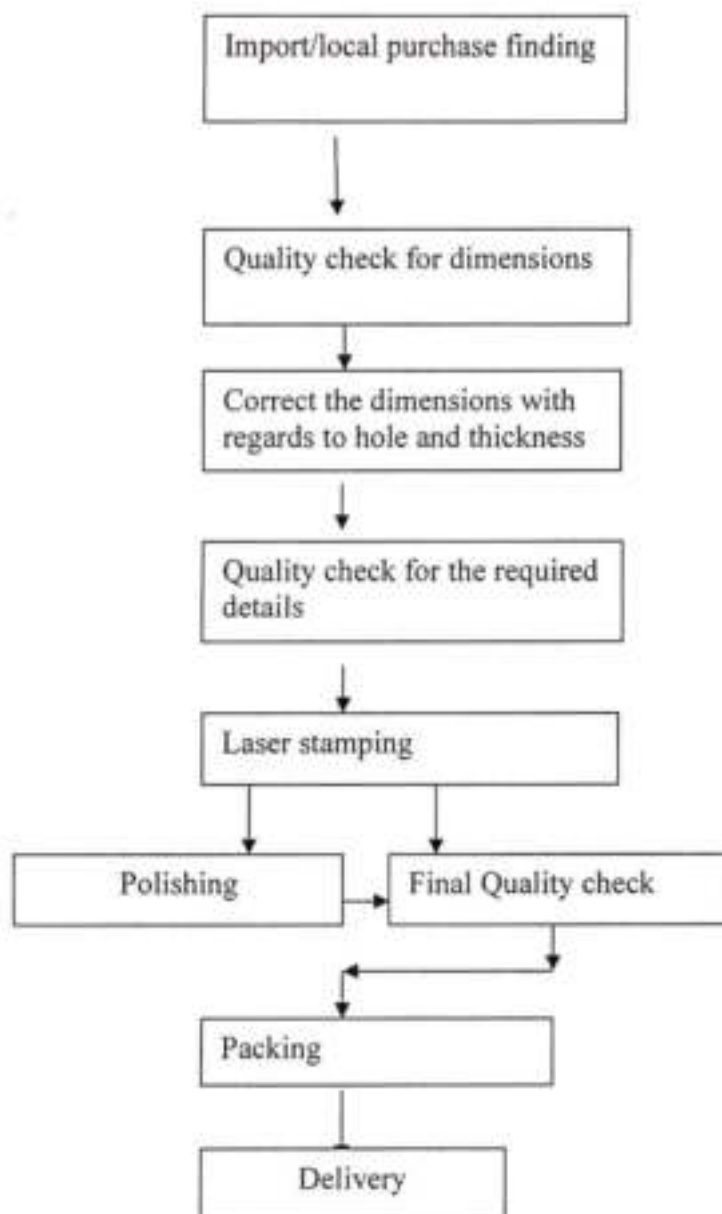 Import/local purchase finding
Quality check for dimensions
Correct the dimensions with
regards to hole and thickness
Quality check for the required
details
Laser stamping
Polishing
Final Quality check
Packing
Delivery